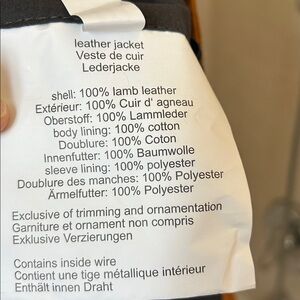 leather jacket
Veste de cuir
Lederjacke
shell: 100% lamb leather
Extérieur: 100% Cuir d' agneau
Oberstoff: 100% Lammleder
body lining: 100% cotton
Doublure: 100% Coton
Innenfutter: 100% Baumwolle
sleeve lining: 100% polyester
Doublure des manches: 100% Polyester
Ärmelfutter: 100% Polyester
Exclusive of trimming and ornamentation
Garniture et ornament non compris
Exklusive Verzierungen
Contains inside wire
Contient une tige métallique intérieur
Enthält innen Draht